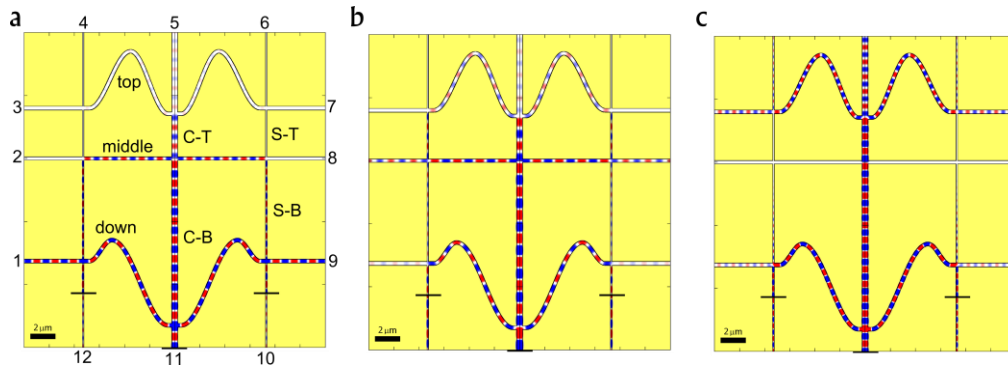 a
b
c
4
5
6
top
3
7
C-T
S-T
2
middle
8
S-B
down
C-B
1
9
2 μm
2 μm
2 μm
12
11
10